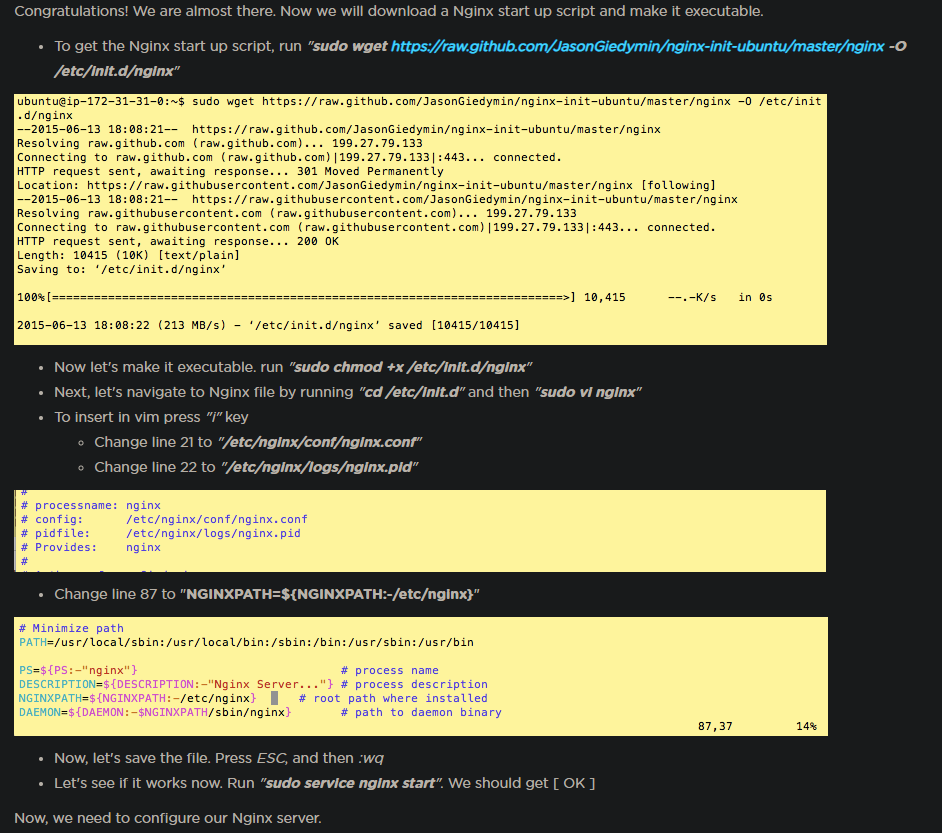 Congratulations! We are almost there. Now we will download a Nginx start up script and make it executable.
• To get the Nginx start up script, run "sudo wget https://raw.github.com/JasonGiedymin/nginx-init-ubuntu/master/nginx -O
/etc/init.d/nginx"
ubuntu@ip-172-31-31-0:~$ sudo wget https://raw.github.com/JasonGiedymin/nginx-init-ubuntu/master/nginx -O /etc/init
.d/nginx
--2015-06-13 18:08:21--  https://raw.github.com/JasonGiedymin/nginx-init-ubuntu/master/nginx
Resolving raw.github.com (raw.github.com)... 199.27.79.133
Connecting to raw.github.com (raw.github.com)|199.27.79.133|:443... connected.
HTTP request sent, awaiting response... 301 Moved Permanently
Location: https://raw.githubusercontent.com/JasonGiedymin/nginx-init-ubuntu/master/nginx [following]
--2015-06-13 18:08:21--  https://raw.githubusercontent.com/JasonGiedymin/nginx-init-ubuntu/master/nginx
Resolving raw.githubusercontent.com (raw.githubusercontent.com)... 199.27.79.133
Connecting to raw.githubusercontent.com (raw.githubusercontent.com)|199.27.79.133|:443... connected.
HTTP request sent, awaiting response... 200 OK
Length: 10415 (10K) [text/plain]
Saving to: ‘/etc/init.d/nginx’
100%[=========================================================================>] 10,415      --.-K/s   in 0s
2015-06-13 18:08:22 (213 MB/s) - ‘/etc/init.d/nginx’ saved [10415/10415]
• Now let's make it executable. run "sudo chmod +x /etc/init.d/nginx"
• Next, let's navigate to Nginx file by running "cd /etc/init.d" and then "sudo vi nginx"
• To insert in vim press "i" key
◦ Change line 21 to "/etc/nginx/conf/nginx.conf"
◦ Change line 22 to "/etc/nginx/logs/nginx.pid"
#
# processname: nginx
# config:      /etc/nginx/conf/nginx.conf
# pidfile:     /etc/nginx/logs/nginx.pid
# Provides:    nginx
#
• Change line 87 to "NGINXPATH=${NGINXPATH:-/etc/nginx}"
# Minimize path
PATH=/usr/local/sbin:/usr/local/bin:/sbin:/bin:/usr/sbin:/usr/bin
PS=${PS:-"nginx"}                             # process name
DESCRIPTION=${DESCRIPTION:-"Nginx Server..."} # process description
NGINXPATH=${NGINXPATH:-/etc/nginx}      # root path where installed
DAEMON=${DAEMON:-$NGINXPATH/sbin/nginx}       # path to daemon binary
87,37         14%
• Now, let's save the file. Press ESC, and then :wq
• Let's see if it works now. Run "sudo service nginx start". We should get [ OK ]
Now, we need to configure our Nginx server.